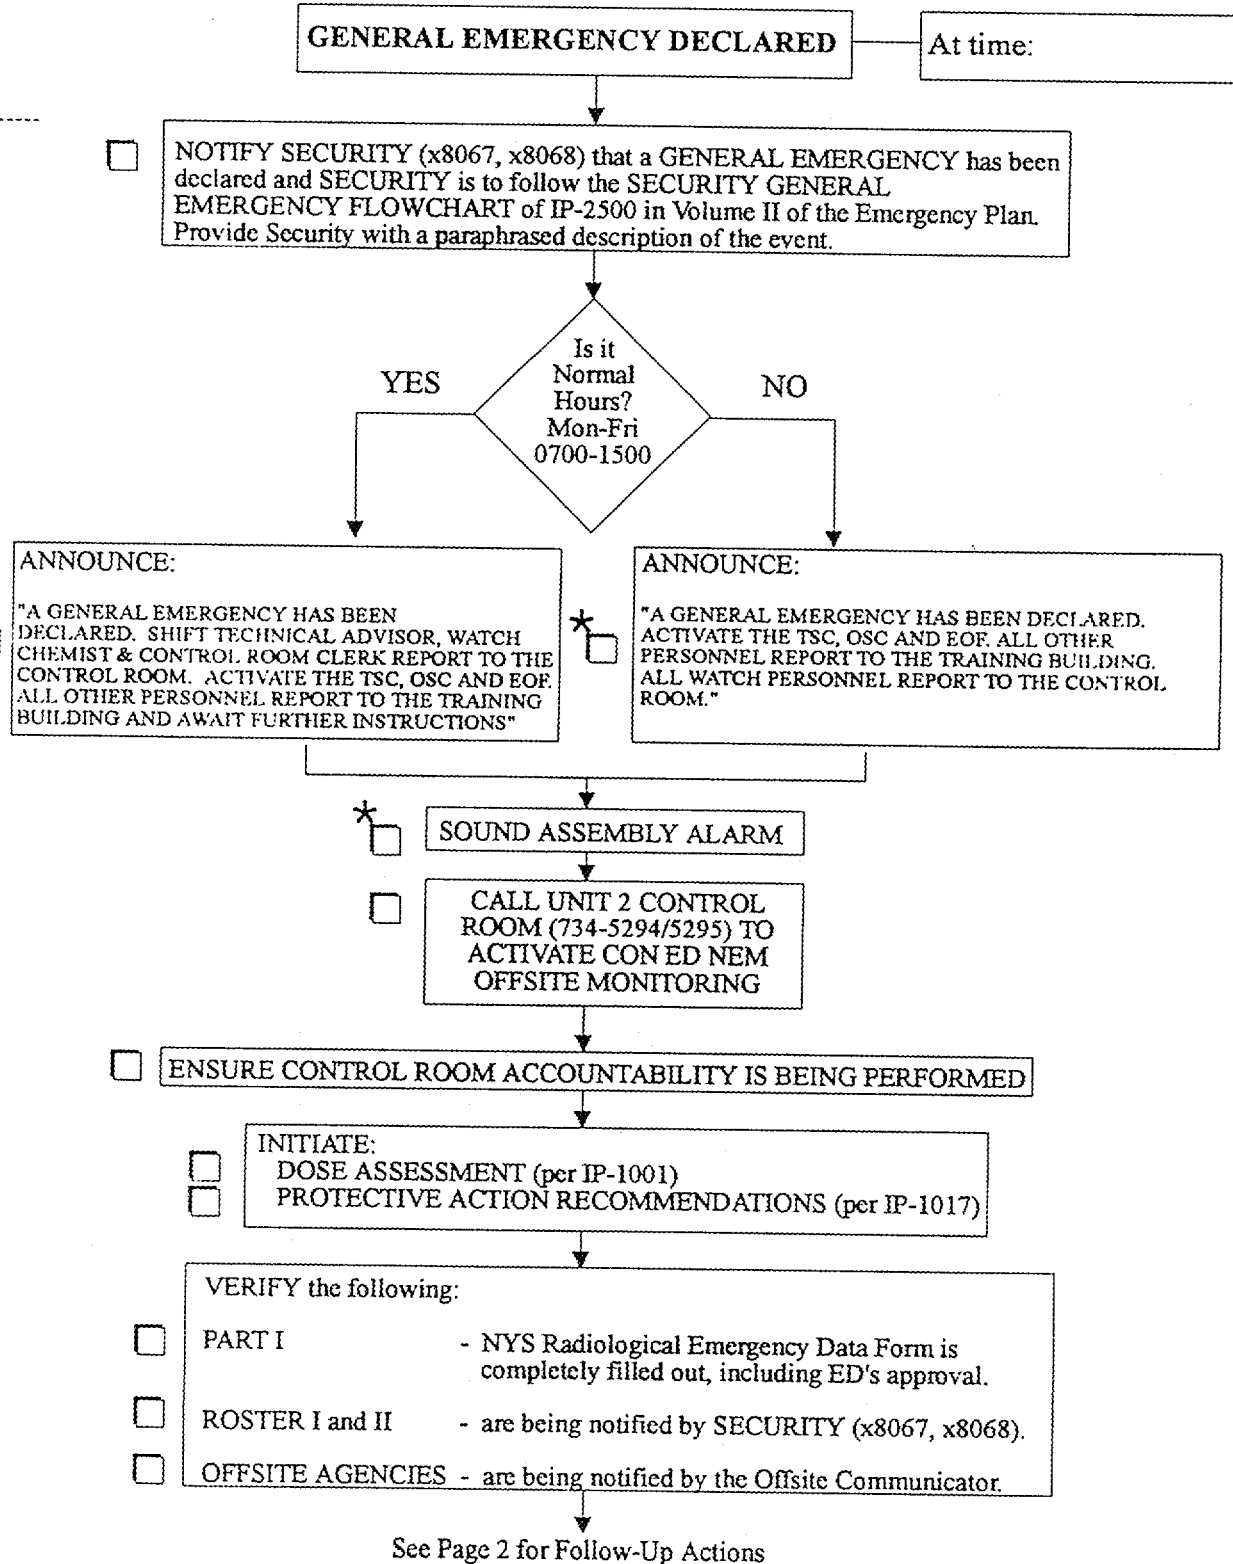 GENERAL EMERGENCY DECLARED
At time:
NOTIFY SECURITY (x8067, x8068) that a GENERAL EMERGENCY has been
declared and SECURITY is to follow the SECURITY GENERAL
EMERGENCY FLOWCHART of IP-2500 in Volume II of the Emergency Plan.
Provide Security with a paraphrased description of the event.
Is it
Normal
Hours?
Mon-Fri
0700-1500
YES
NO
ANNOUNCE:
"A GENERAL EMERGENCY HAS BEEN
DECLARED. SHIFT TECHNICAL ADVISOR, WATCH
CHEMIST & CONTROL ROOM CLERK REPORT TO THE
CONTROL ROOM. ACTIVATE THE TSC, OSC AND EOF.
ALL OTHER PERSONNEL REPORT TO THE TRAINING
BUILDING AND AWAIT FURTHER INSTRUCTIONS"
*
ANNOUNCE:
"A GENERAL EMERGENCY HAS BEEN DECLARED.
ACTIVATE THE TSC, OSC AND EOF. ALL OTHER
PERSONNEL REPORT TO THE TRAINING BUILDING.
ALL WATCH PERSONNEL REPORT TO THE CONTROL
ROOM."
*
SOUND ASSEMBLY ALARM
CALL UNIT 2 CONTROL
ROOM (734-5294/5295) TO
ACTIVATE CON ED NEM
OFFSITE MONITORING
ENSURE CONTROL ROOM ACCOUNTABILITY IS BEING PERFORMED
INITIATE:
DOSE ASSESSMENT (per IP-1001)
PROTECTIVE ACTION RECOMMENDATIONS (per IP-1017)
VERIFY the following:
PART I - NYS Radiological Emergency Data Form is
completely filled out, including ED's approval.
ROSTER I and II - are being notified by SECURITY (x8067, x8068).
OFFSITE AGENCIES - are being notified by the Offsite Communicator.
See Page 2 for Follow-Up Actions